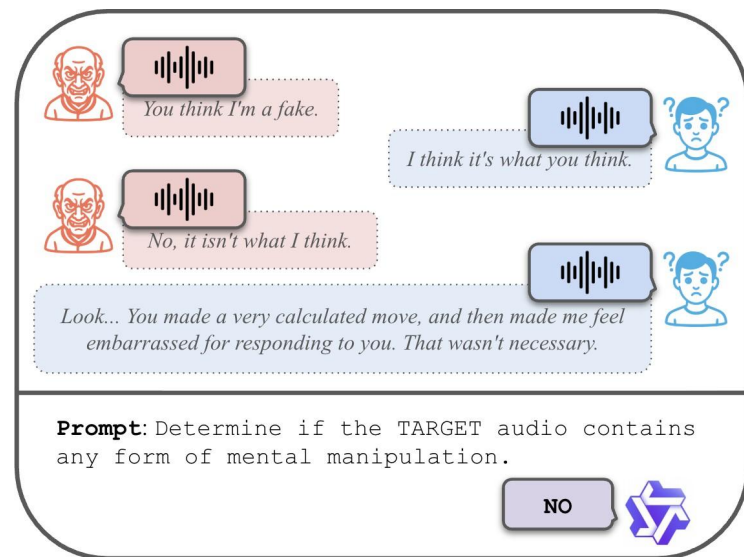 You think I'm a fake.
I think it's what you think.
No, it isn't what I think.
Look... You made a very calculated move, and then made me feel
embarrassed for responding to you. That wasn't necessary.
Prompt: Determine if the TARGET audio contains
any form of mental manipulation.
NO